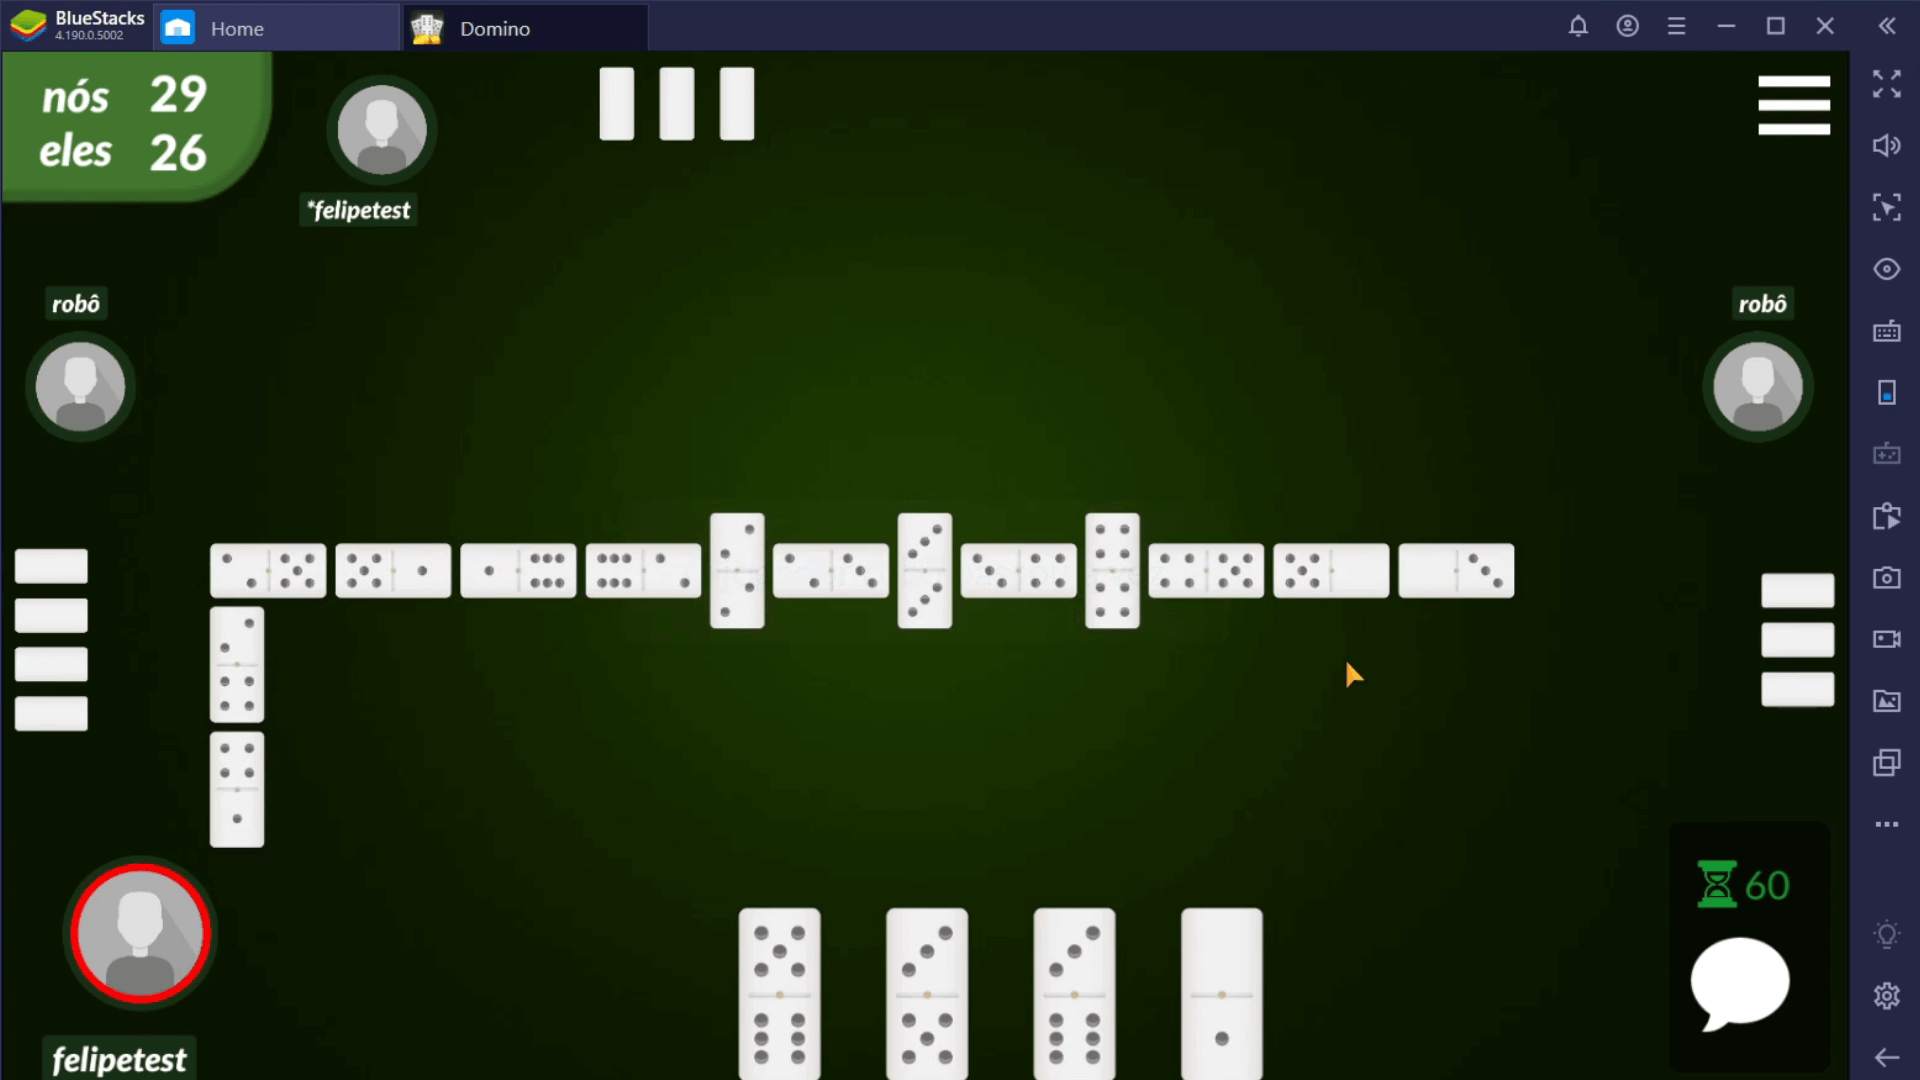 BlueStacks
4.190.0.5002
Home
Domino
nós 29
eles 26
*felipetest
robô
robô
60
felipetest